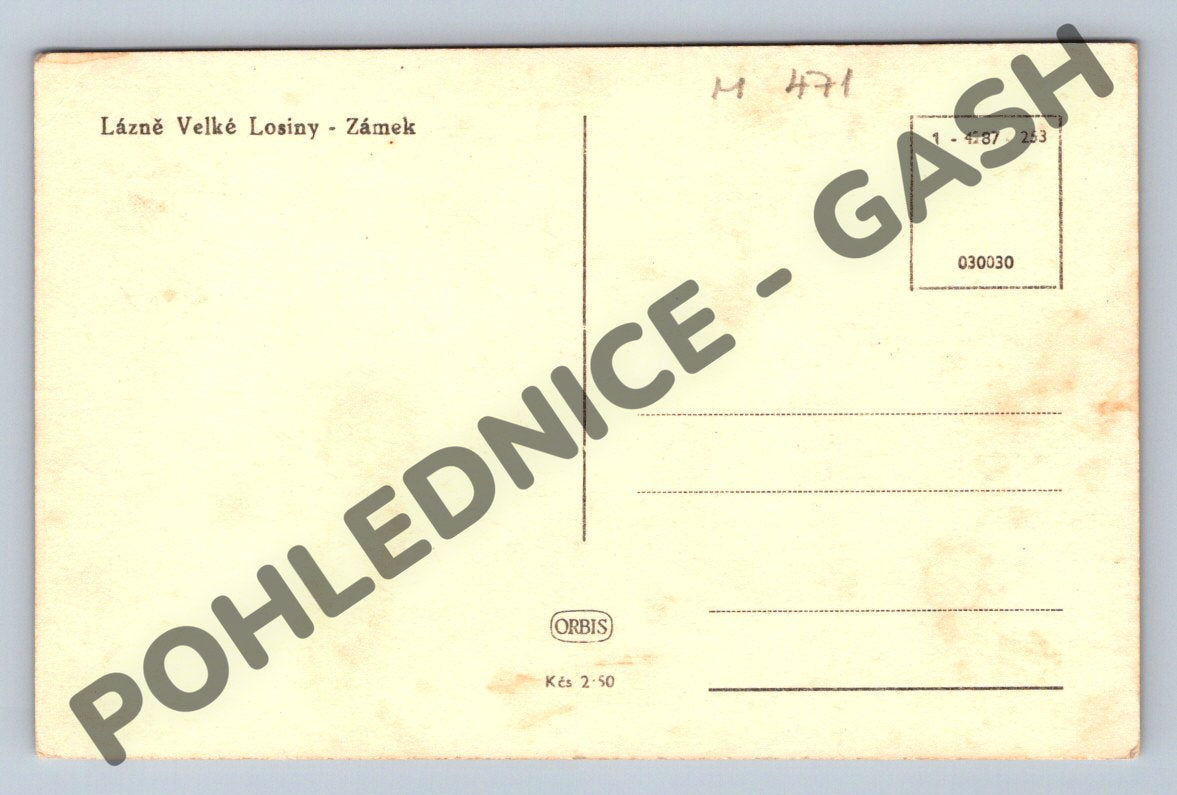 Lázně Velké Losiny - Zámek
M 471
1 - 4287 - 253
030030
POHLEDNICE - GASH
ORBIS
Kčs 2·50